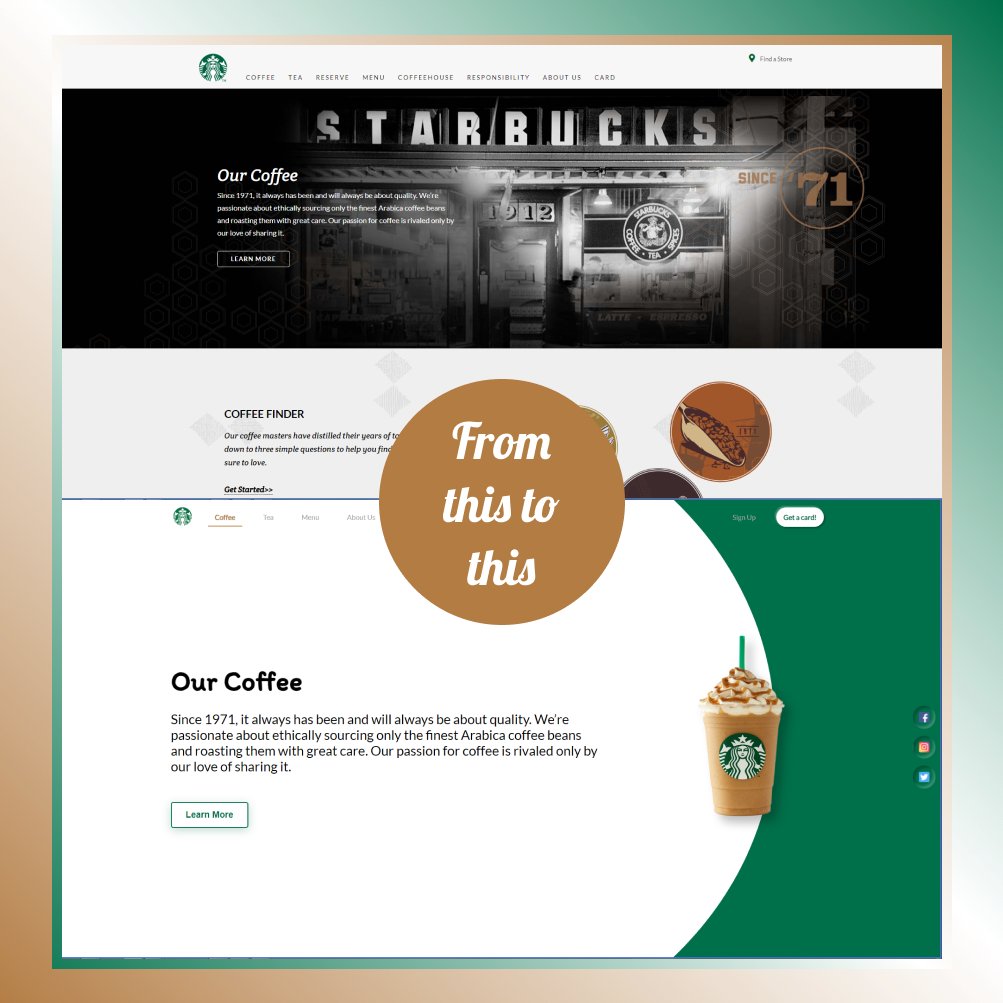 COFFEE TEA RESERVE MENU COFFEEHOUSE RESPONSIBILITY ABOUT US CARD
Find a Store
STARBUCKS
Our Coffee
Since 1971, it always has been and will always be about quality. We're
passionate about ethically sourcing only the finest Arabica coffee beans
and roasting them with great care. Our passion for coffee is rivaled only by
our love of sharing it.
LEARN MORE
1912
STARBUCKS
COFFEE • TEA • SPICES
LATTE • ESPRESSO
SINCE '71
COFFEE FINDER
Our coffee masters have distilled their years of
down to three simple questions to help you
sure to love.
Get Started>>
From
this to
this
Coffee Tea Menu About Us
Sign Up Get a card!
Our Coffee
Since 1971, it always has been and will always be about quality. We're
passionate about ethically sourcing only the finest Arabica coffee beans
and roasting them with great care. Our passion for coffee is rivaled only by
our love of sharing it.
Learn More